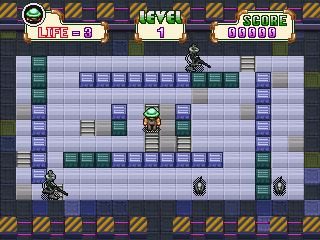 LIFE - 3
LEVEL
1
SCORE
00000